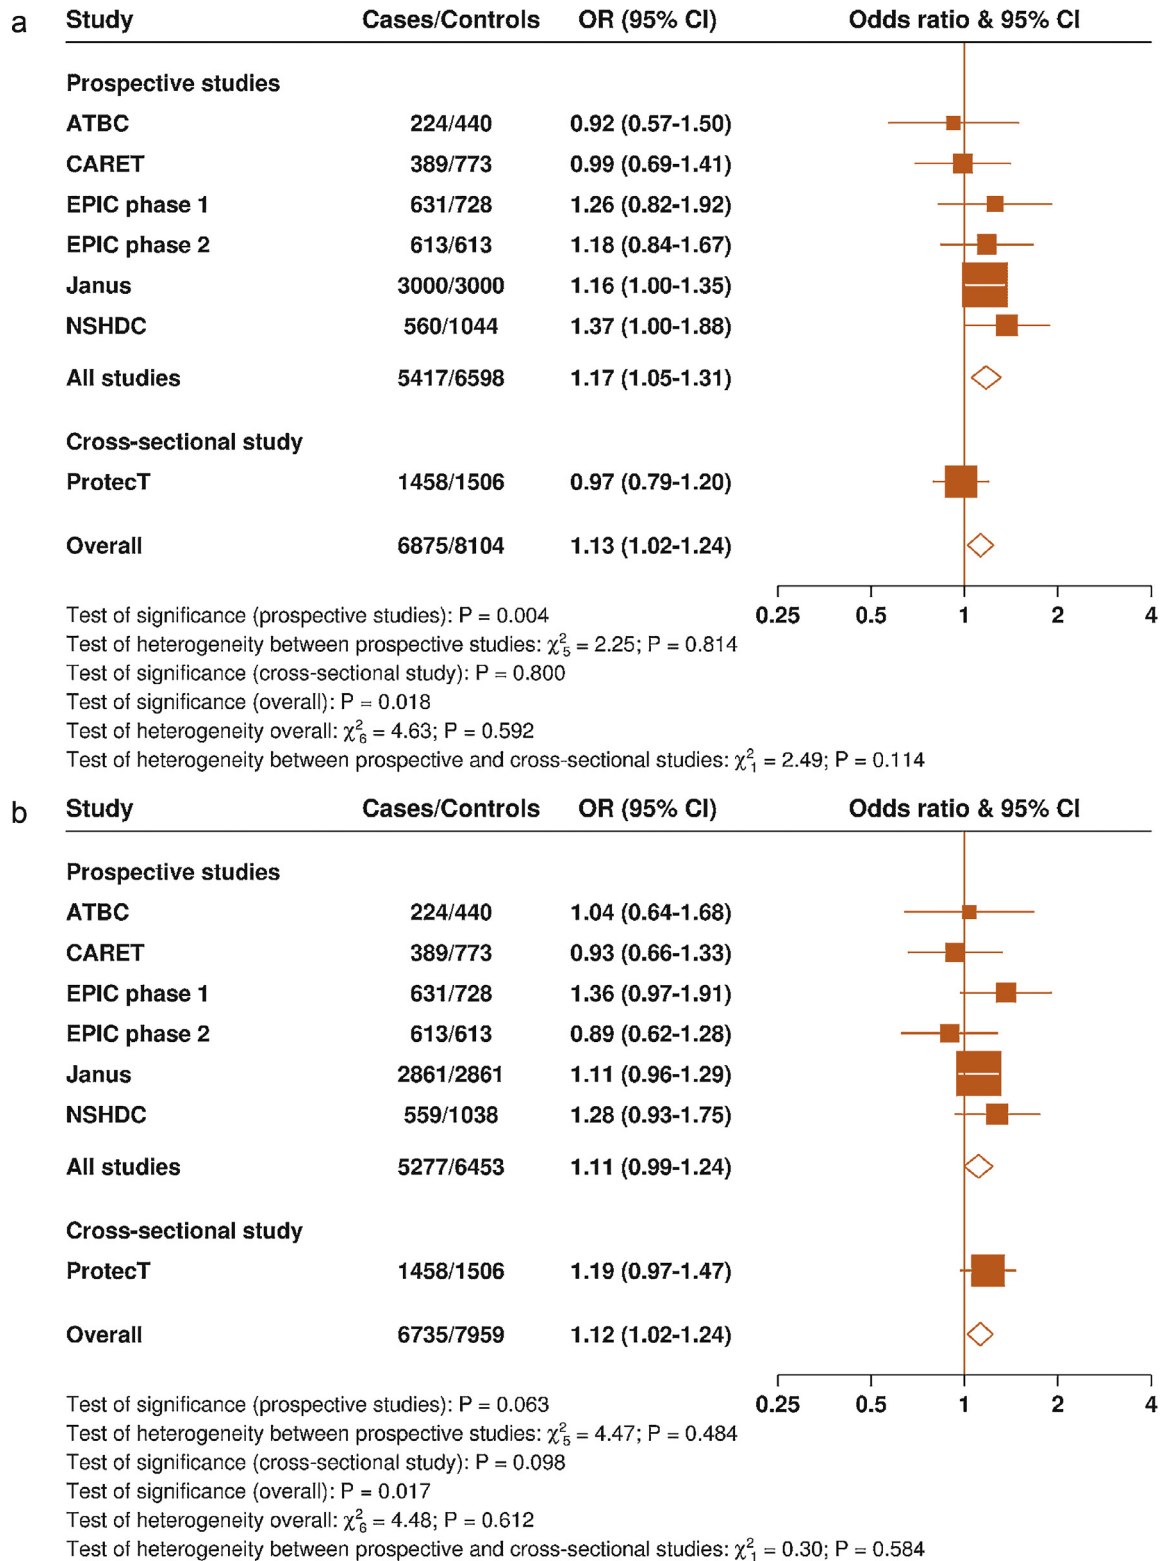 a
Study Cases/Controls OR (95% CI) Odds ratio & 95% CI
Prospective studies
ATBC 224/440 0.92 (0.57-1.50)
CARET 389/773 0.99 (0.69-1.41)
EPIC phase 1 631/728 1.26 (0.82-1.92)
EPIC phase 2 613/613 1.18 (0.84-1.67)
Janus 3000/3000 1.16 (1.00-1.35)
NSHDC 560/1044 1.37 (1.00-1.88)
All studies 5417/6598 1.17 (1.05-1.31)
Cross-sectional study
ProtecT 1458/1506 0.97 (0.79-1.20)
Overall 6875/8104 1.13 (1.02-1.24)
0.25 0.5 1 2 4
Test of significance (prospective studies): P = 0.004
Test of heterogeneity between prospective studies: χ²₅ = 2.25; P = 0.814
Test of significance (cross-sectional study): P = 0.800
Test of significance (overall): P = 0.018
Test of heterogeneity overall: χ²₆ = 4.63; P = 0.592
Test of heterogeneity between prospective and cross-sectional studies: χ²₁ = 2.49; P = 0.114
b
Study Cases/Controls OR (95% CI) Odds ratio & 95% CI
Prospective studies
ATBC 224/440 1.04 (0.64-1.68)
CARET 389/773 0.93 (0.66-1.33)
EPIC phase 1 631/728 1.36 (0.97-1.91)
EPIC phase 2 613/613 0.89 (0.62-1.28)
Janus 2861/2861 1.11 (0.96-1.29)
NSHDC 559/1038 1.28 (0.93-1.75)
All studies 5277/6453 1.11 (0.99-1.24)
Cross-sectional study
ProtecT 1458/1506 1.19 (0.97-1.47)
Overall 6735/7959 1.12 (1.02-1.24)
0.25 0.5 1 2 4
Test of significance (prospective studies): P = 0.063
Test of heterogeneity between prospective studies: χ²₅ = 4.47; P = 0.484
Test of significance (cross-sectional study): P = 0.098
Test of significance (overall): P = 0.017
Test of heterogeneity overall: χ²₆ = 4.48; P = 0.612
Test of heterogeneity between prospective and cross-sectional studies: χ²₁ = 0.30; P = 0.584